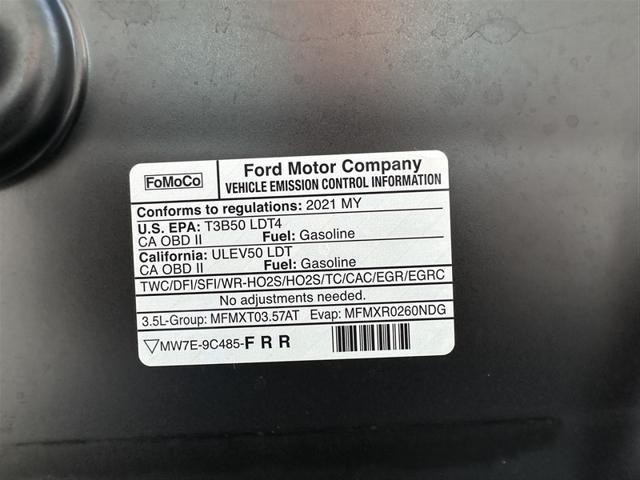 FoMoCo
Ford Motor Company
VEHICLE EMISSION CONTROL INFORMATION
Conforms to regulations: 2021 MY
U.S. EPA: T3B50 LDT4
CA OBD II Fuel: Gasoline
California: ULEV50 LDT
CA OBD II Fuel: Gasoline
TWC/DFI/SFI/WR-HO2S/HO2S/TC/CAC/EGR/EGRC
No adjustments needed.
3.5L-Group: MFMXT03.57AT Evap: MFMXR0260NDG
MW7E-9C485-FRR